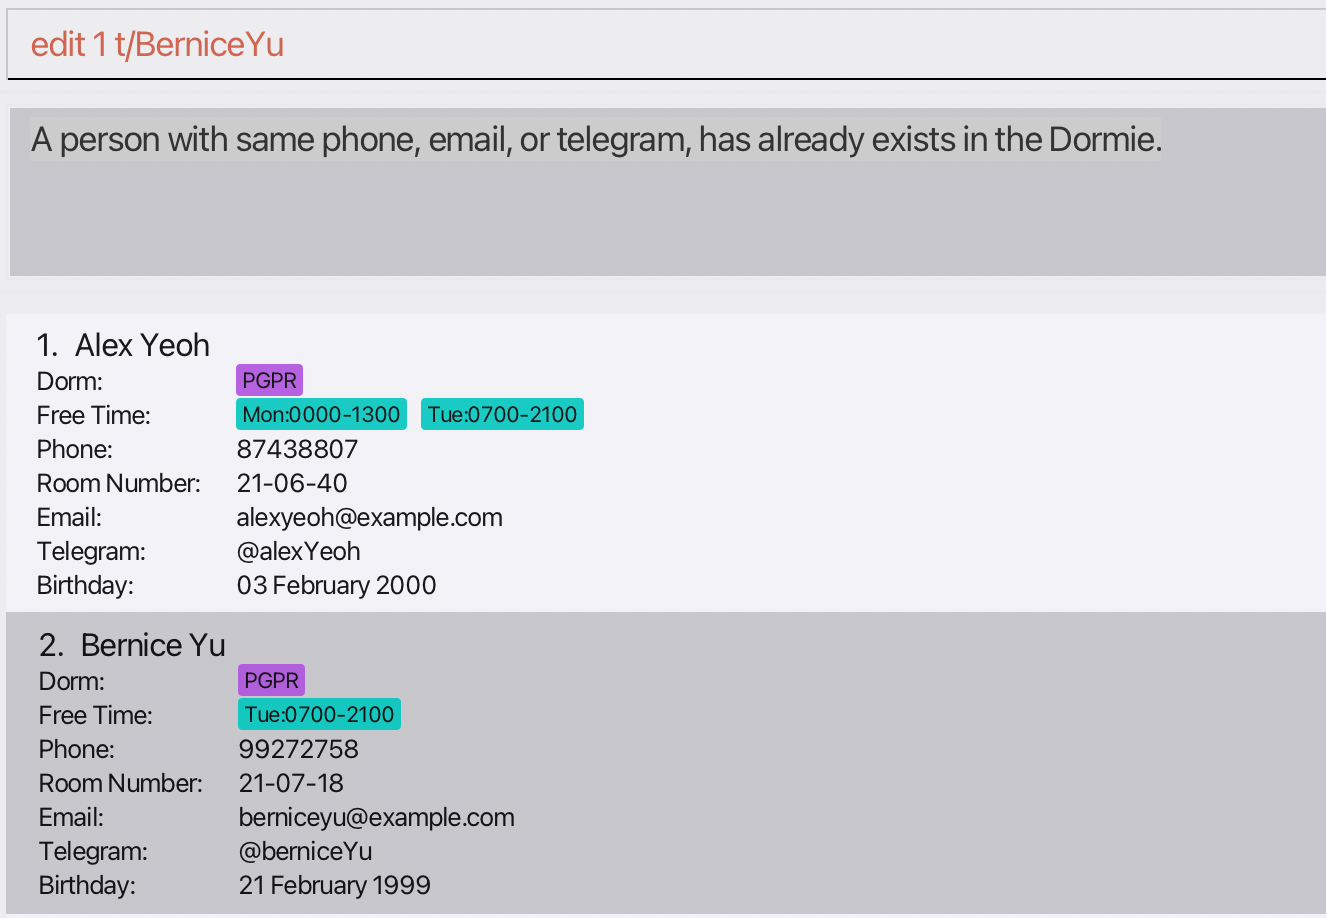 edit 1 t/BerniceYu
A person with same phone, email, or telegram, has already exists in the Dormie.
1. Alex Yeoh
Dorm: PGPR
Free Time: Mon:0000-1300 Tue:0700-2100
Phone: 87438807
Room Number: 21-06-40
Email: alexyeoh@example.com
Telegram: @alexYeoh
Birthday: 03 February 2000
2. Bernice Yu
Dorm: PGPR
Free Time: Tue:0700-2100
Phone: 99272758
Room Number: 21-07-18
Email: berniceyu@example.com
Telegram: @berniceYu
Birthday: 21 February 1999